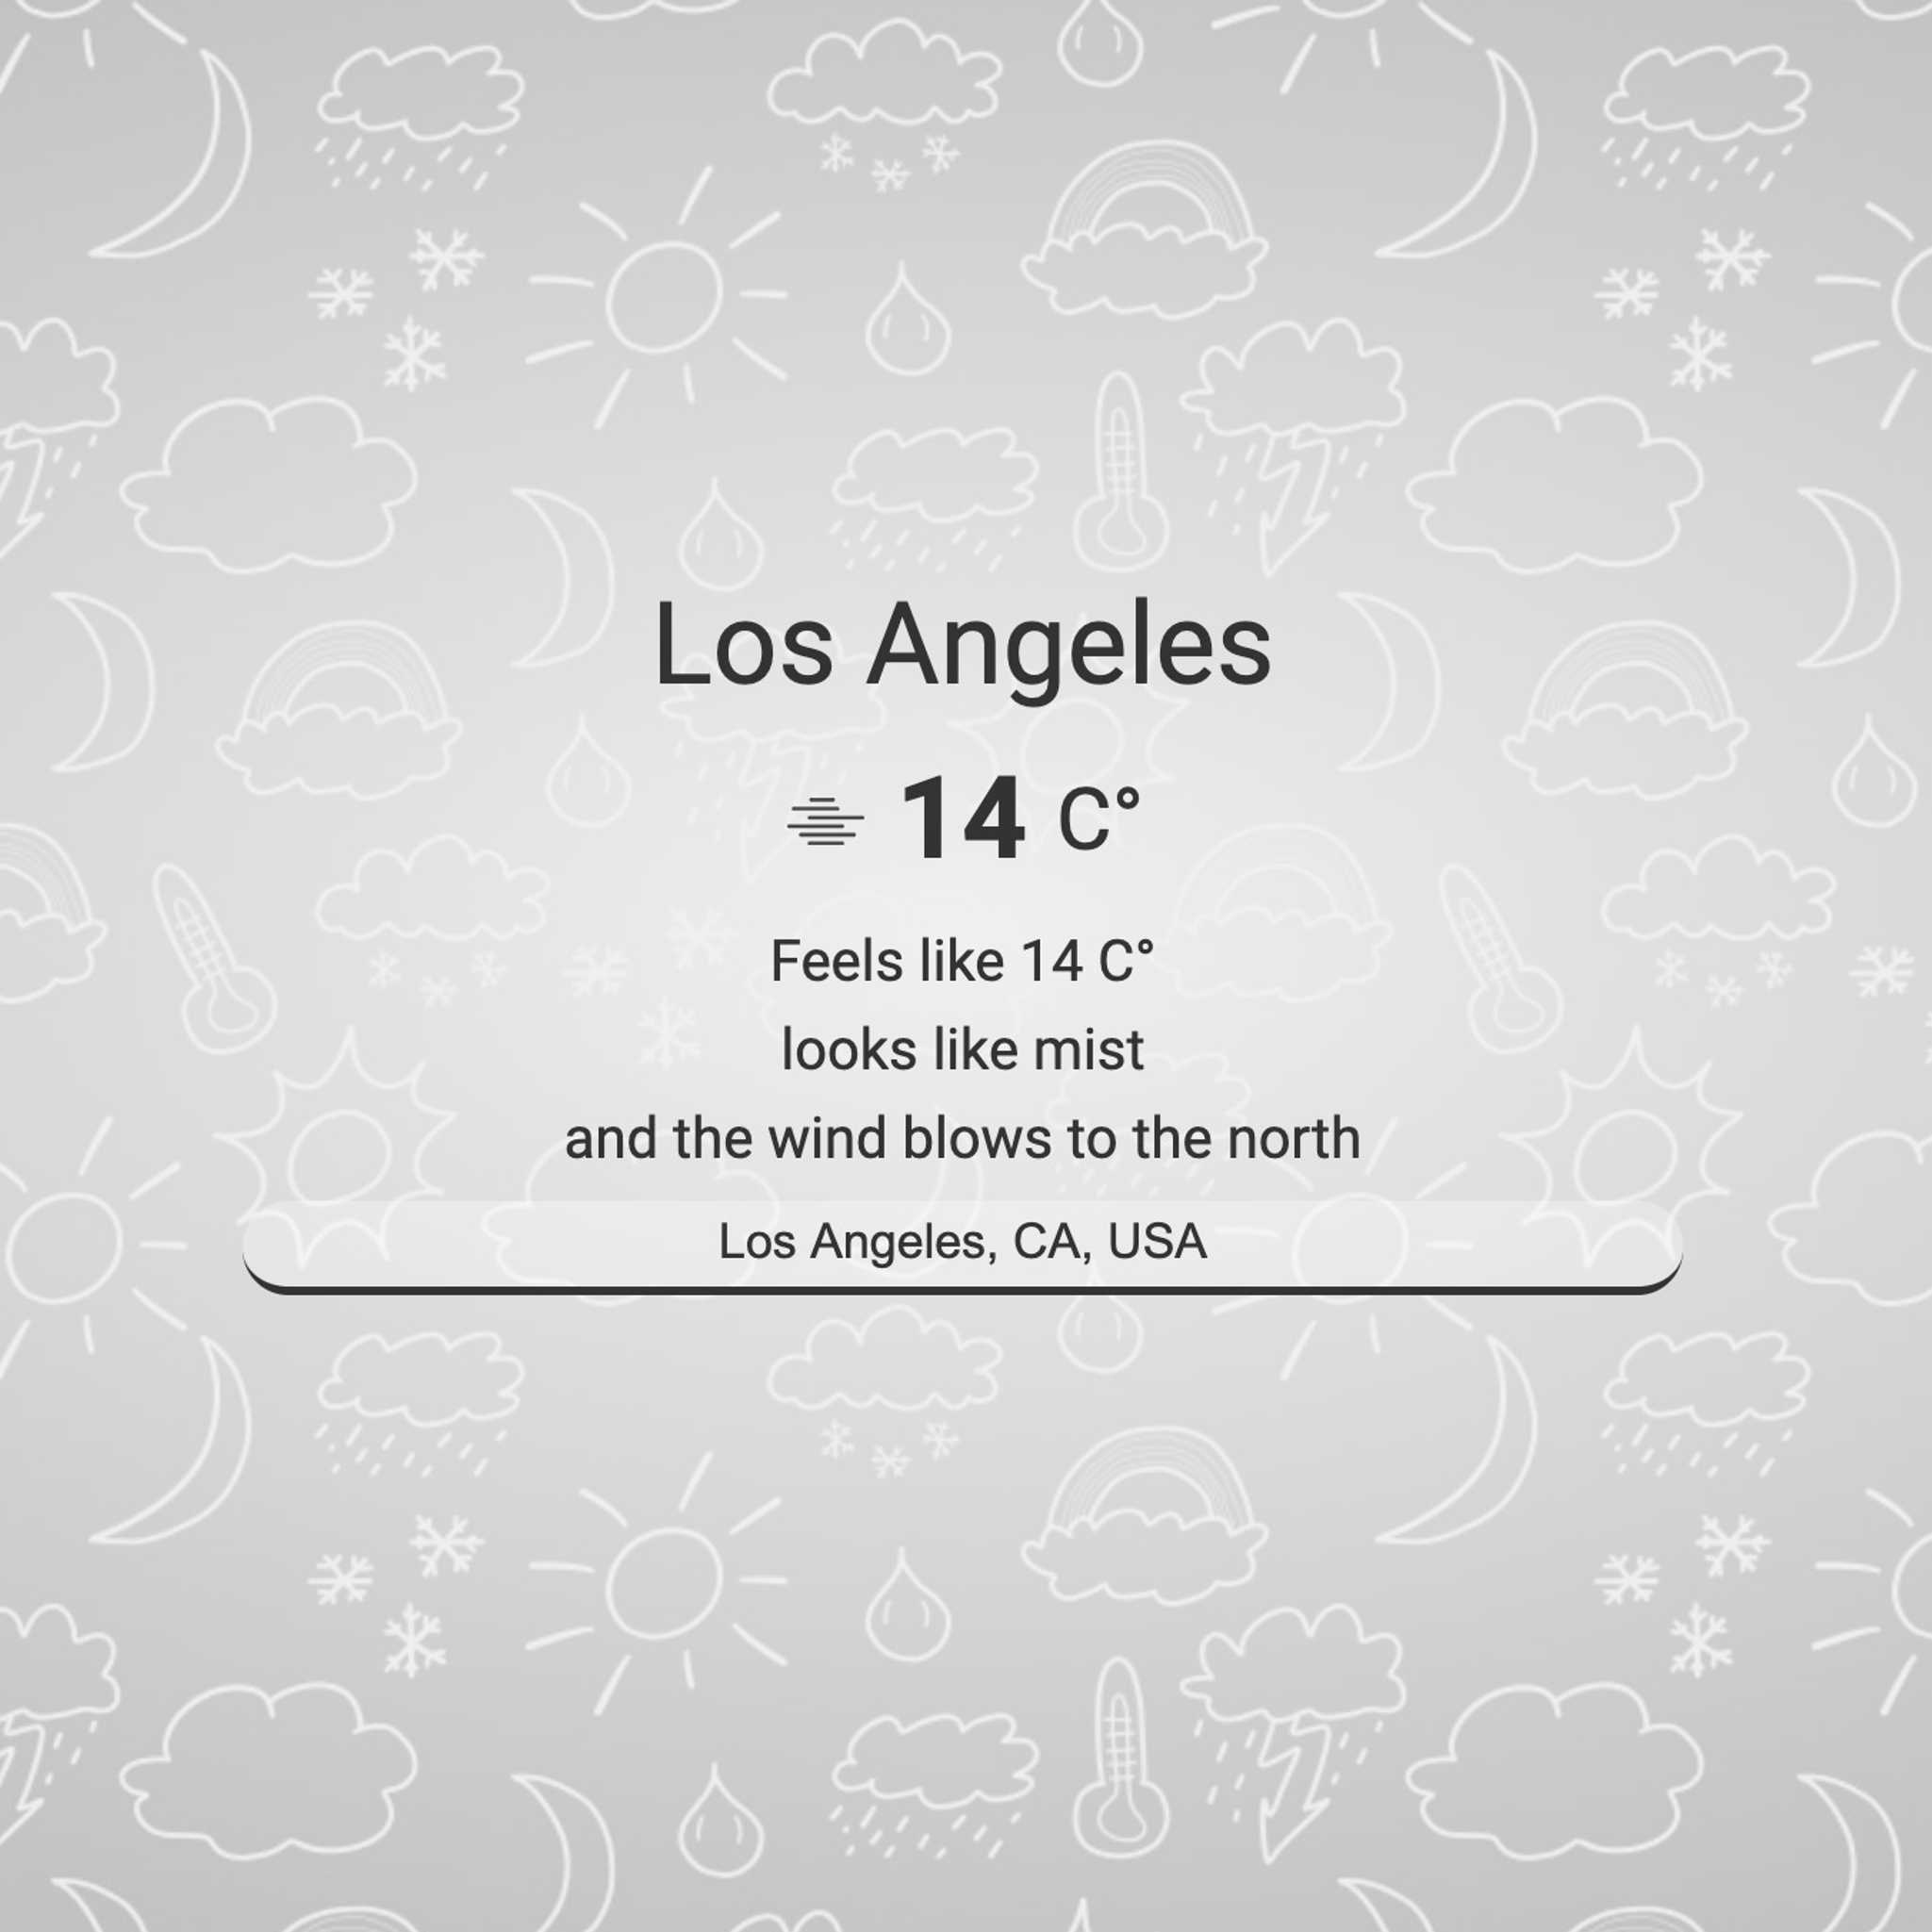 Los Angeles
14 C°
Feels like 14 C°
looks like mist
and the wind blows to the north
Los Angeles, CA, USA